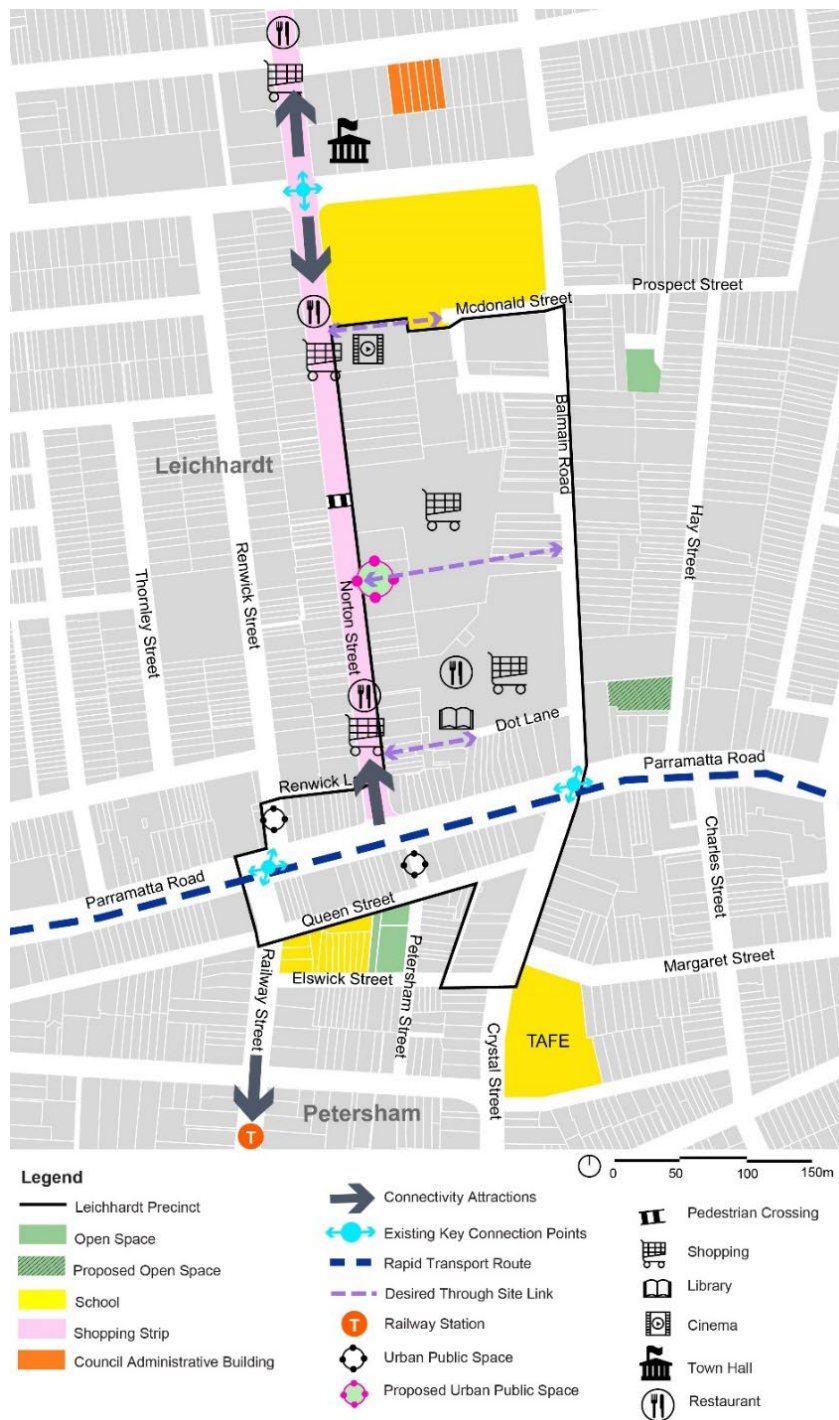 Mcdonald Street
Prospect Street
Balmain Road
Leichhardt
Hay Street
Renwick Street
Thornley Street
Norton Street
Dot Lane
Parramatta Road
Renwick La
Charles Street
Parramatta Road
Queen Street
Petersham Street
Railway Street
Elswick Street
Margaret Street
Crystal Street
TAFE
Petersham
T
Legend
0 50 100 150m
Leichhardt Precinct
Open Space
Proposed Open Space
School
Shopping Strip
Council Administrative Building
Connectivity Attractions
Existing Key Connection Points
Rapid Transport Route
Desired Through Site Link
T Railway Station
Urban Public Space
Proposed Urban Public Space
Pedestrian Crossing
Shopping
Library
Cinema
Town Hall
Restaurant